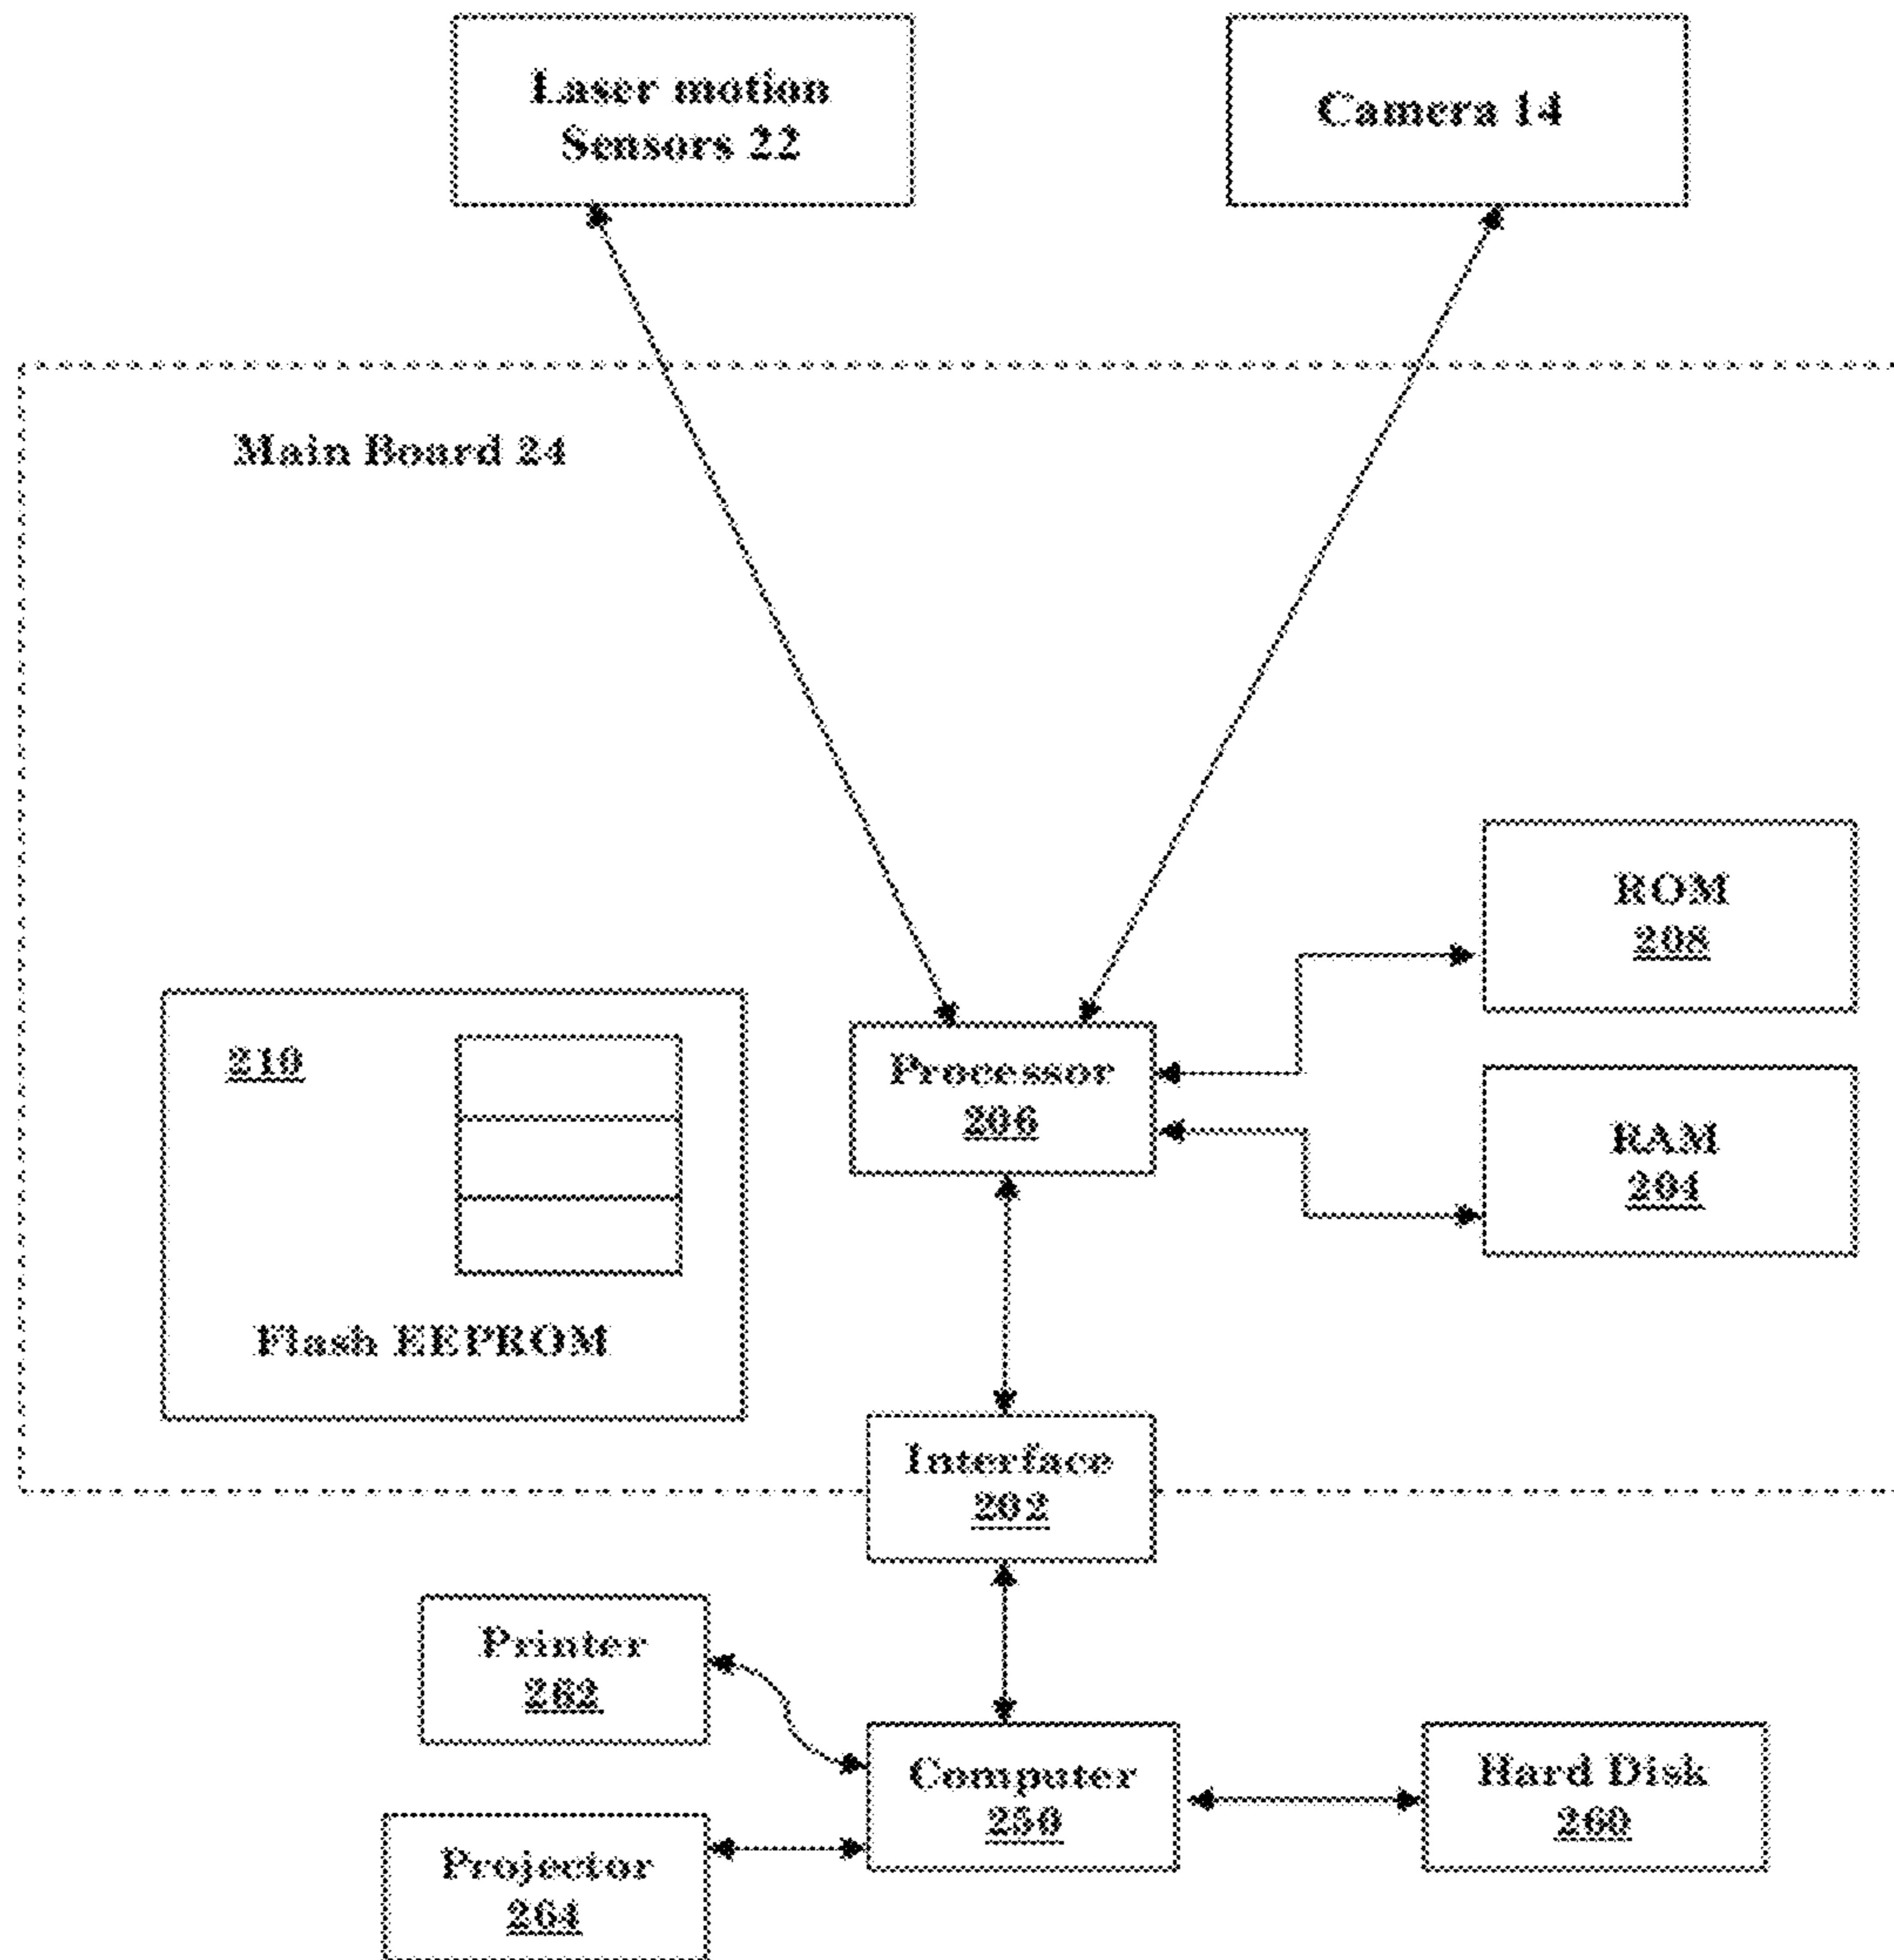 Laser motion
Sensors 22
Camera 14
Main Board 24
ROM
208
210
Processor
206
RAM
204
Flash EEPROM
Interface
202
Printer
262
Computer
250
Hard Disk
260
Projector
264